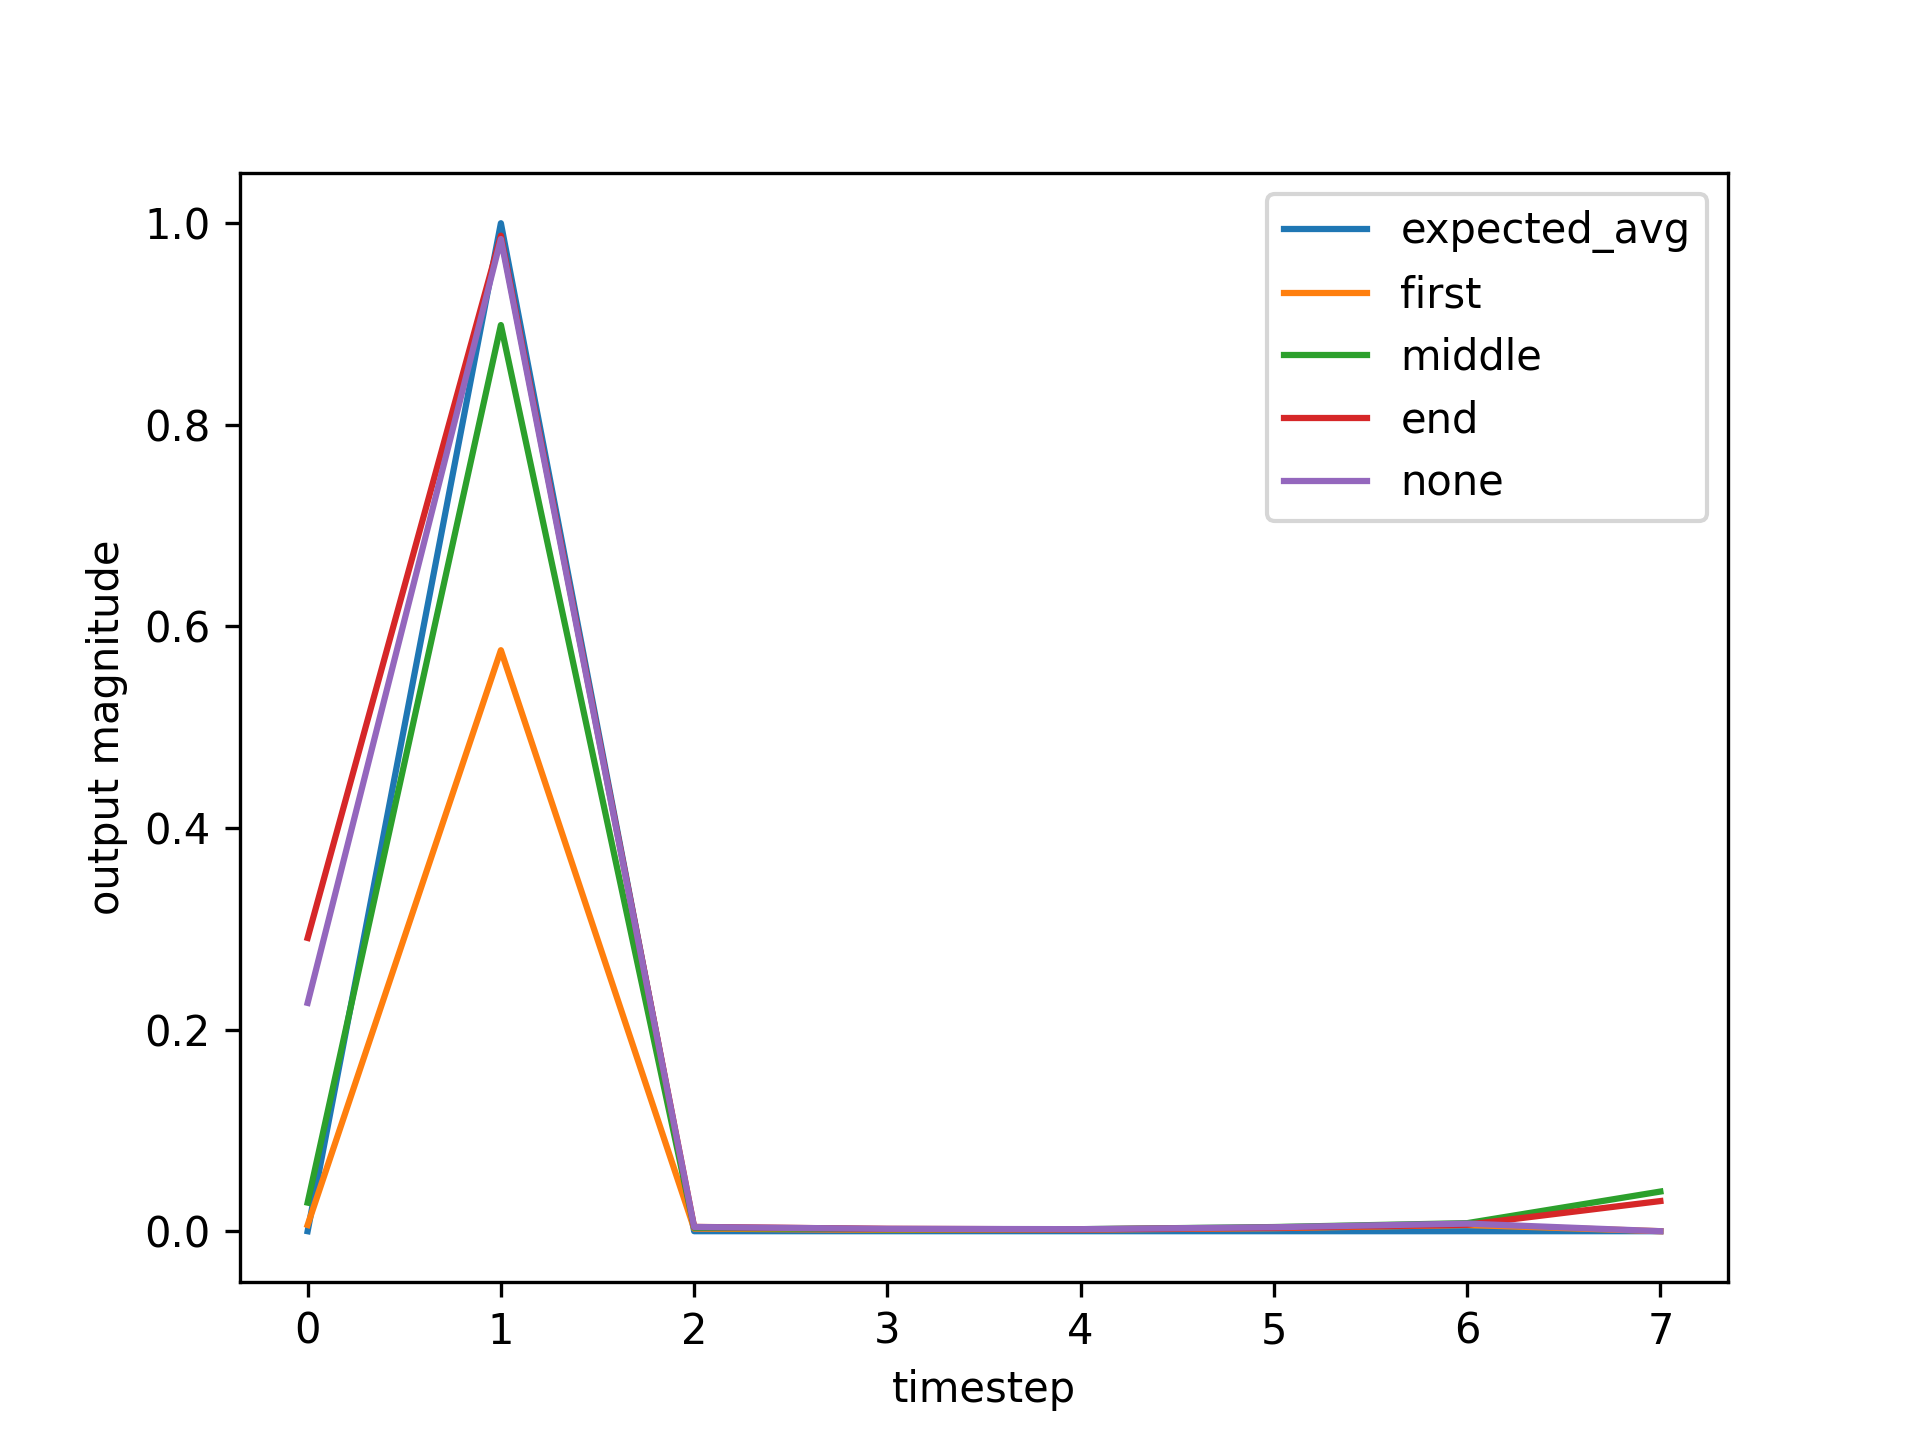 expected_avg
first
middle
end
none
output magnitude
1.0
0.8
0.6
0.4
0.2
0.0
0 1 2 3 4 5 6 7
timestep